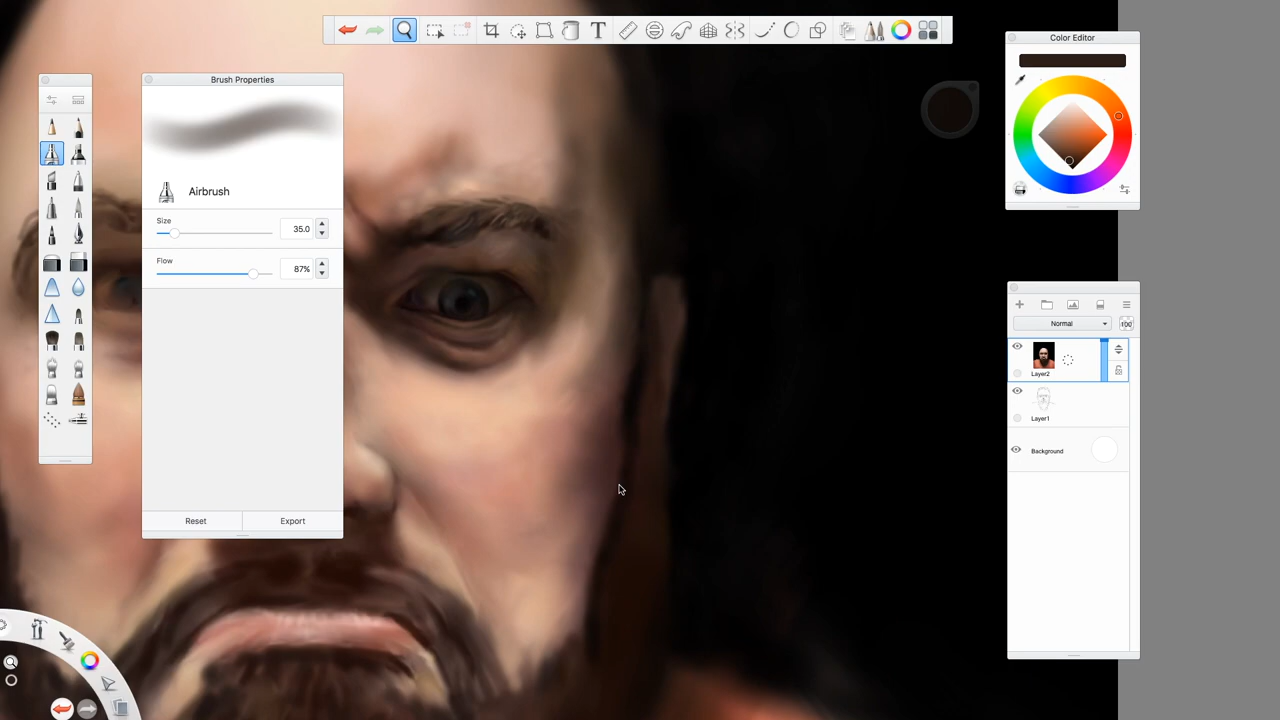 Color Editor
Brush Properties
Airbrush
Size
35.0
Flow
87%
Reset
Export
Normal
100
Layer2
Layer1
Background